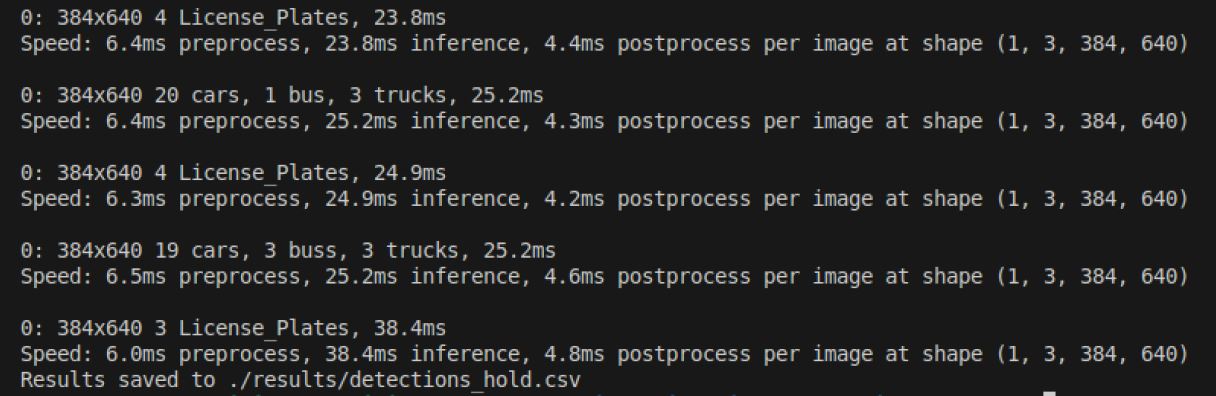 0: 384x640 4 License_Plates, 23.8ms
Speed: 6.4ms preprocess, 23.8ms inference, 4.4ms postprocess per image at shape (1, 3, 384, 640)
0: 384x640 20 cars, 1 bus, 3 trucks, 25.2ms
Speed: 6.4ms preprocess, 25.2ms inference, 4.3ms postprocess per image at shape (1, 3, 384, 640)
0: 384x640 4 License_Plates, 24.9ms
Speed: 6.3ms preprocess, 24.9ms inference, 4.2ms postprocess per image at shape (1, 3, 384, 640)
0: 384x640 19 cars, 3 buss, 3 trucks, 25.2ms
Speed: 6.5ms preprocess, 25.2ms inference, 4.6ms postprocess per image at shape (1, 3, 384, 640)
0: 384x640 3 License_Plates, 38.4ms
Speed: 6.0ms preprocess, 38.4ms inference, 4.8ms postprocess per image at shape (1, 3, 384, 640)
Results saved to ./results/detections_hold.csv